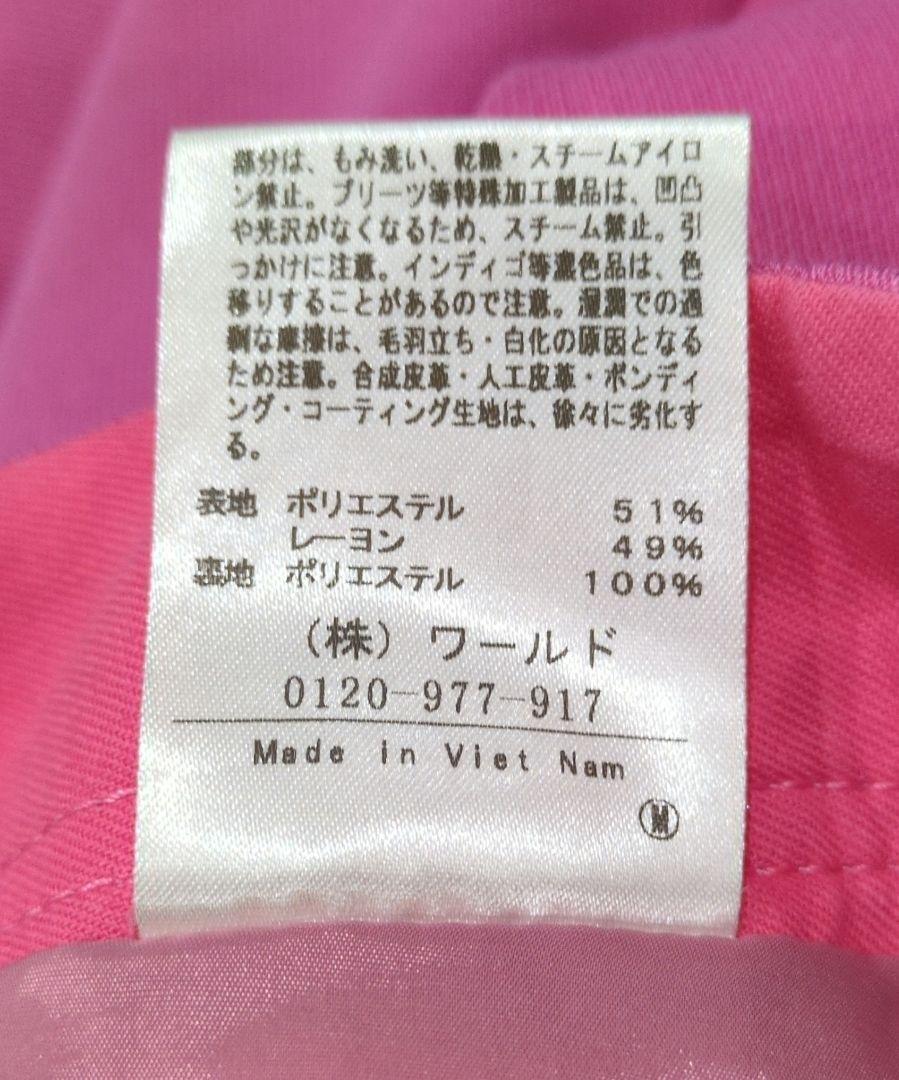 部分は、もみ洗い、乾熱・スチームアイロ
ン禁止。プリーツ等特殊加工製品は、凹凸
や光沢がなくなるため、スチーム禁止。引
っかけに注意。インディゴ等濃色品は、色
移りすることがあるので注意。湿潤での過
剰な摩擦は、毛羽立ち・白化の原因となる
ため注意。合成皮革・人工皮革・ボンディ
ング・コーティング生地は、徐々に劣化す
る。
表地 ポリエステル 51%
レーヨン 49%
裏地 ポリエステル 100%
(株) ワールド
0120-977-917
Made in Viet Nam
Ⓜ